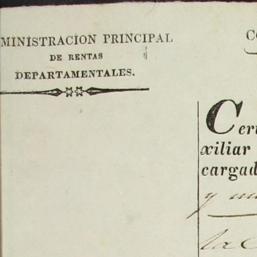 MINISTRACION PRINCIPAL
DE RENTAS
DEPARTAMENTALES.
Cer
xiliar
cargad
y